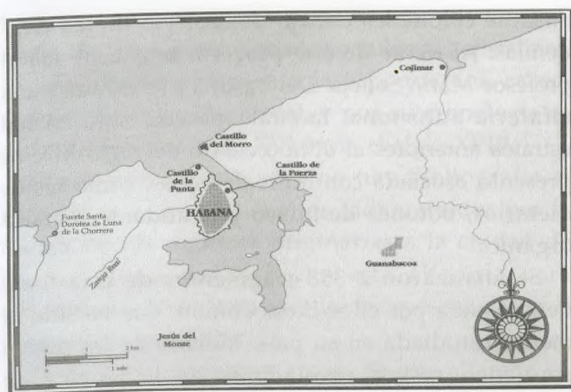 Cojimar
Castillo
del Morro
Castillo
de la
Punta
Castillo de
la Fuerza
HABANA
Fuerte Santa
Dorotea de Luna
de la Chorrera
Zanja Real
Guanabacoa
Jesús del
Monte
2 km
1 mile